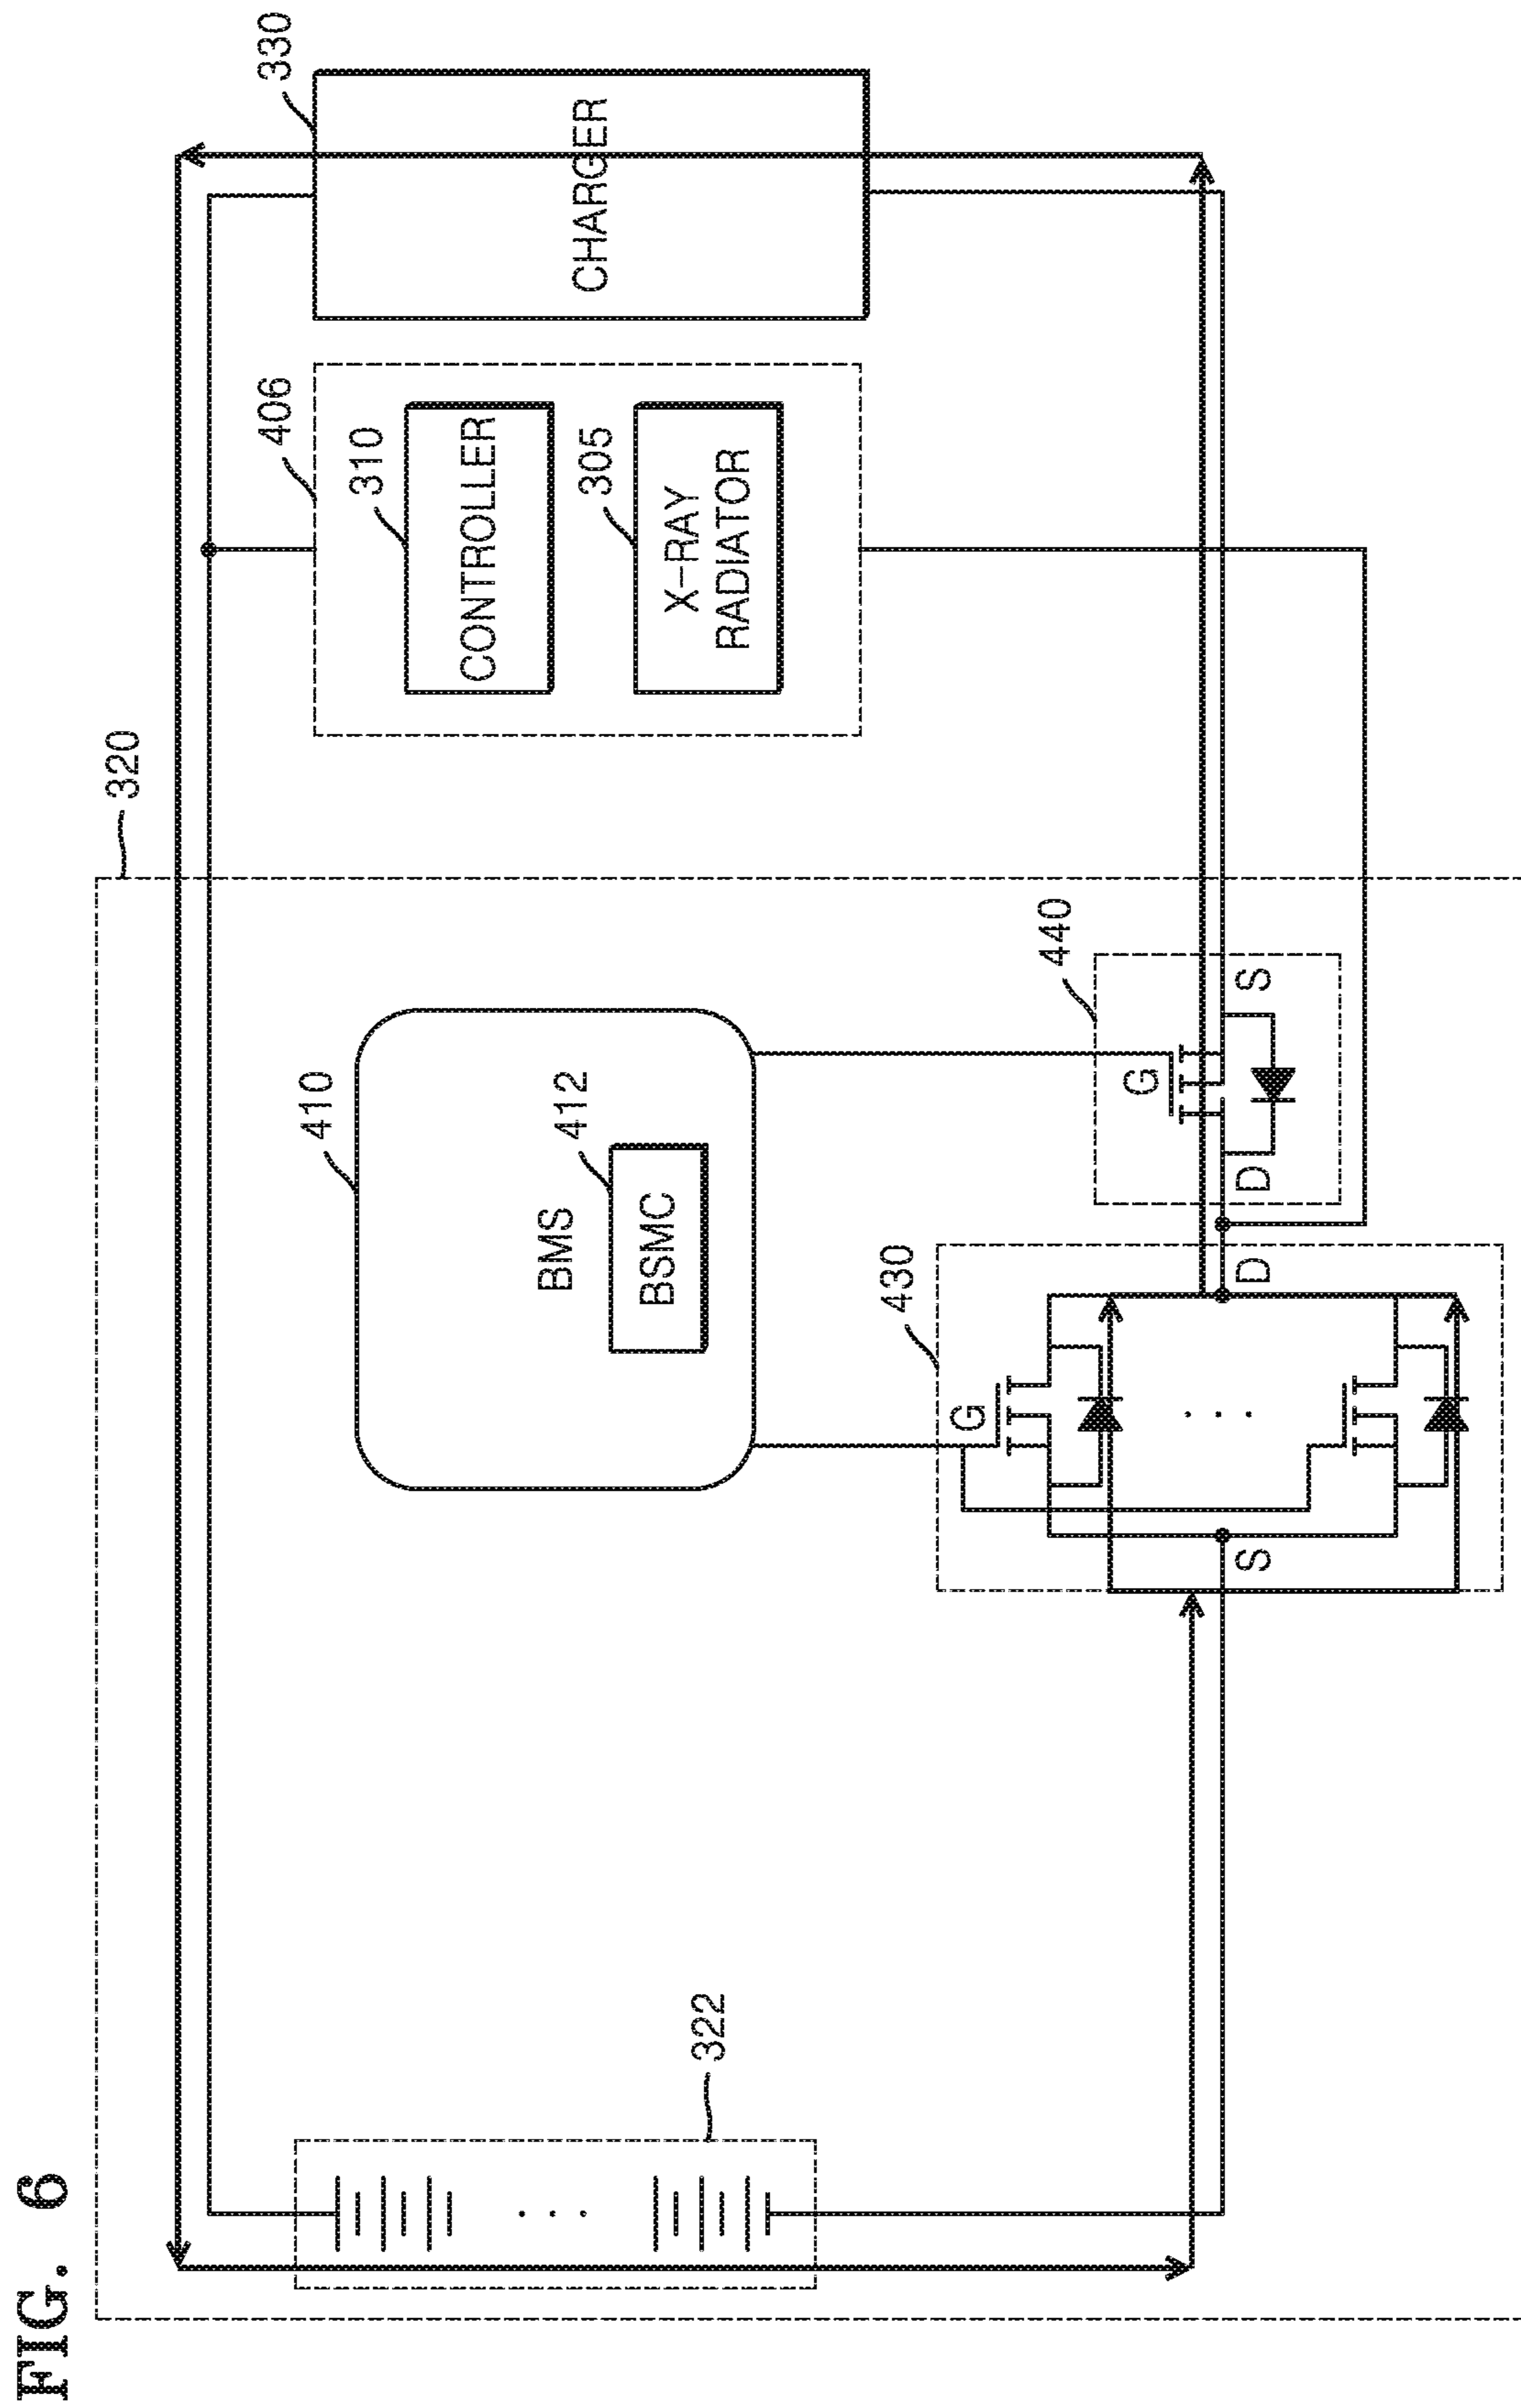 FIG. 6
320
322
410
BMS
412
BSMC
430
G
S
D
. . .
440
G
D
S
406
310
CONTROLLER
305
X-RAY
RADIATOR
330
CHARGER